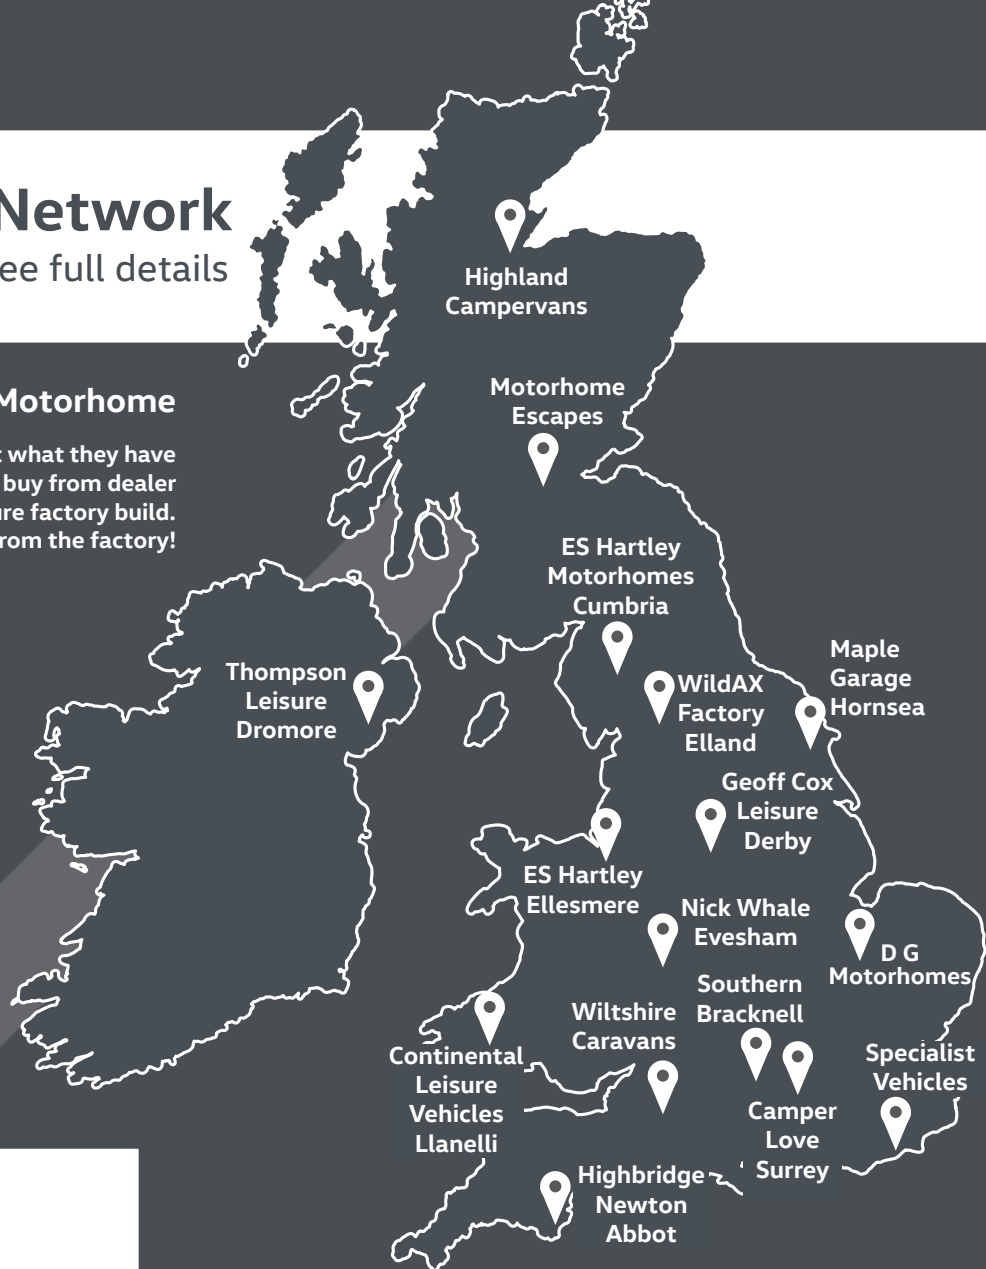 Network
ee full details
Motorhome
t what they have
buy from dealer
ure factory build.
rom the factory!
Highland
Campervans
Motorhome
Escapes
ES Hartley
Motorhomes
Cumbria
Thompson
Leisure
Dromore
WildAX
Factory
Elland
Maple
Garage
Hornsea
Geoff Cox
Leisure
Derby
ES Hartley
Ellesmere
Nick Whale
Evesham
D G
Motorhomes
Southern
Bracknell
Wiltshire
Caravans
Continental
Leisure
Vehicles
Llanelli
Specialist
Vehicles
Camper
Love
Surrey
Highbridge
Newton
Abbot